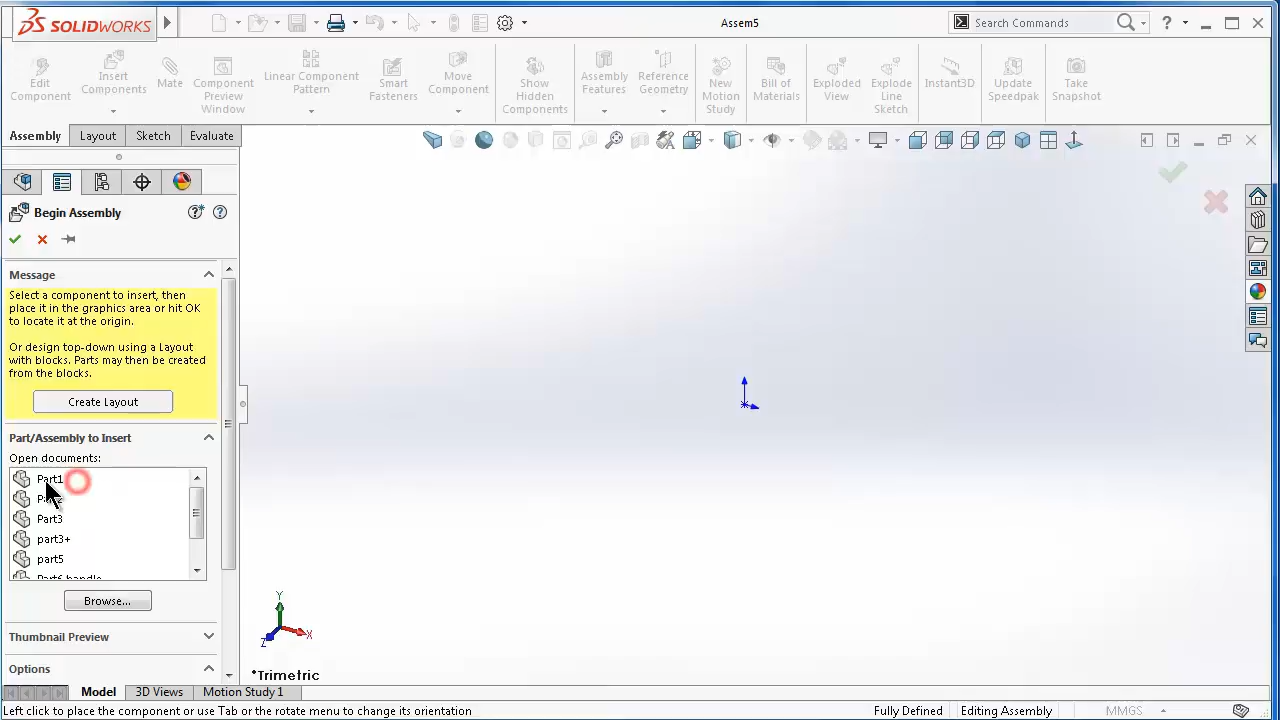 SOLIDWORKS
Assem5
Search Commands
?
Edit Component
Insert Components
Mate
Component Preview Window
Linear Component Pattern
Smart Fasteners
Move Component
Show Hidden Components
Assembly Features
Reference Geometry
New Motion Study
Bill of Materials
Exploded View
Explode Line Sketch
Instant3D
Update Speedpak
Take Snapshot
Assembly
Layout
Sketch
Evaluate
Begin Assembly
Message
Select a component to insert, then
place it in the graphics area or hit OK
to locate it at the origin.
Or design top-down using a Layout
with blocks. Parts may then be created
from the blocks.
Create Layout
Part/Assembly to Insert
Open documents:
Part1
Part3
part3+
part5
Part6 handle
Browse...
Thumbnail Preview
Options
Y
X
Z
*Trimetric
Model
3D Views
Motion Study 1
Left click to place the component or use Tab or the rotate menu to change its orientation
Fully Defined
Editing Assembly
MMGS